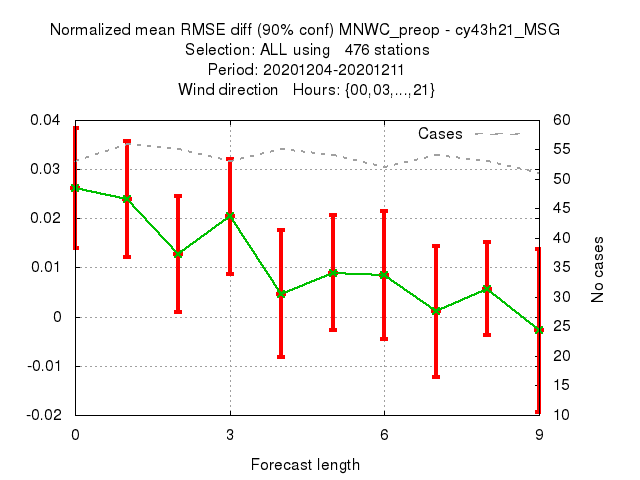 Normalized mean RMSE diff (90% conf) MNWC_preop - cy43h21_MSG
Selection: ALL using   476 stations
Period: 20201204-20201211
Wind direction   Hours: {00,03,...,21}
Cases
0.04
0.03
0.02
0.01
0
-0.01
-0.02
60
55
50
45
40
35
30
25
20
15
10
No cases
0 3 6 9
Forecast length